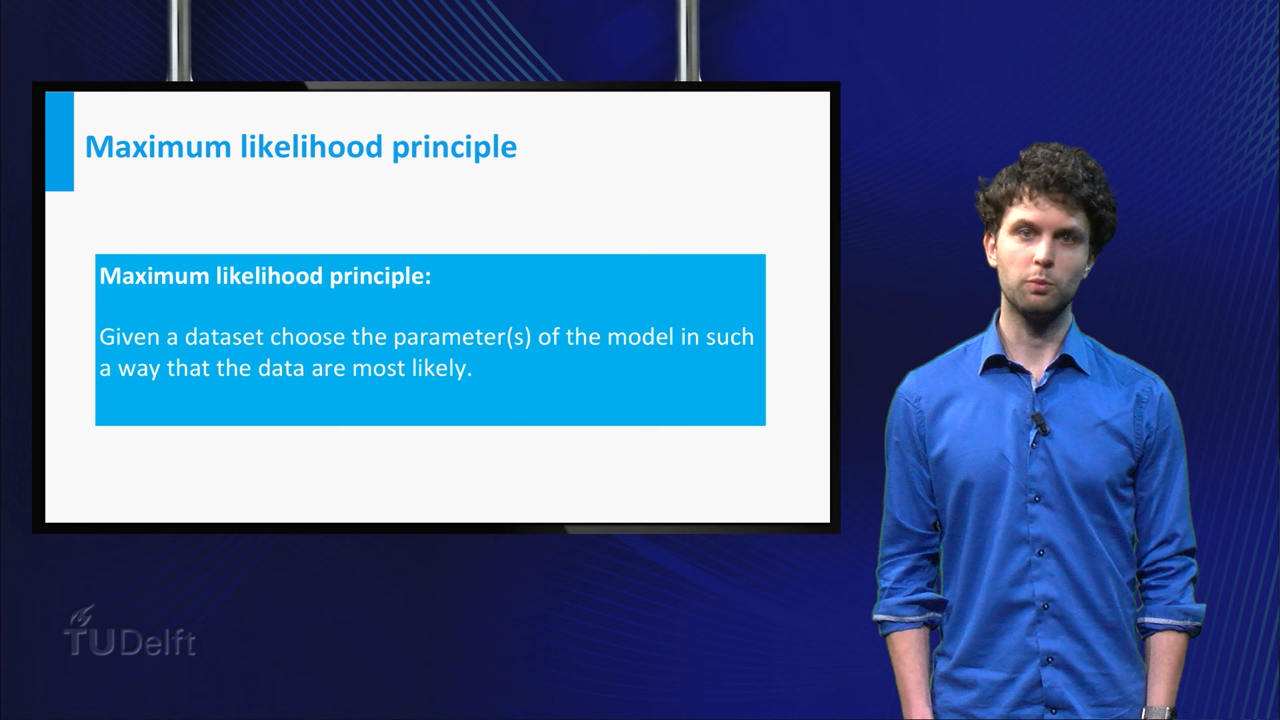 Maximum likelihood principle
Maximum likelihood principle:
Given a dataset choose the parameter(s) of the model in such
a way that the data are most likely.
TUDelft